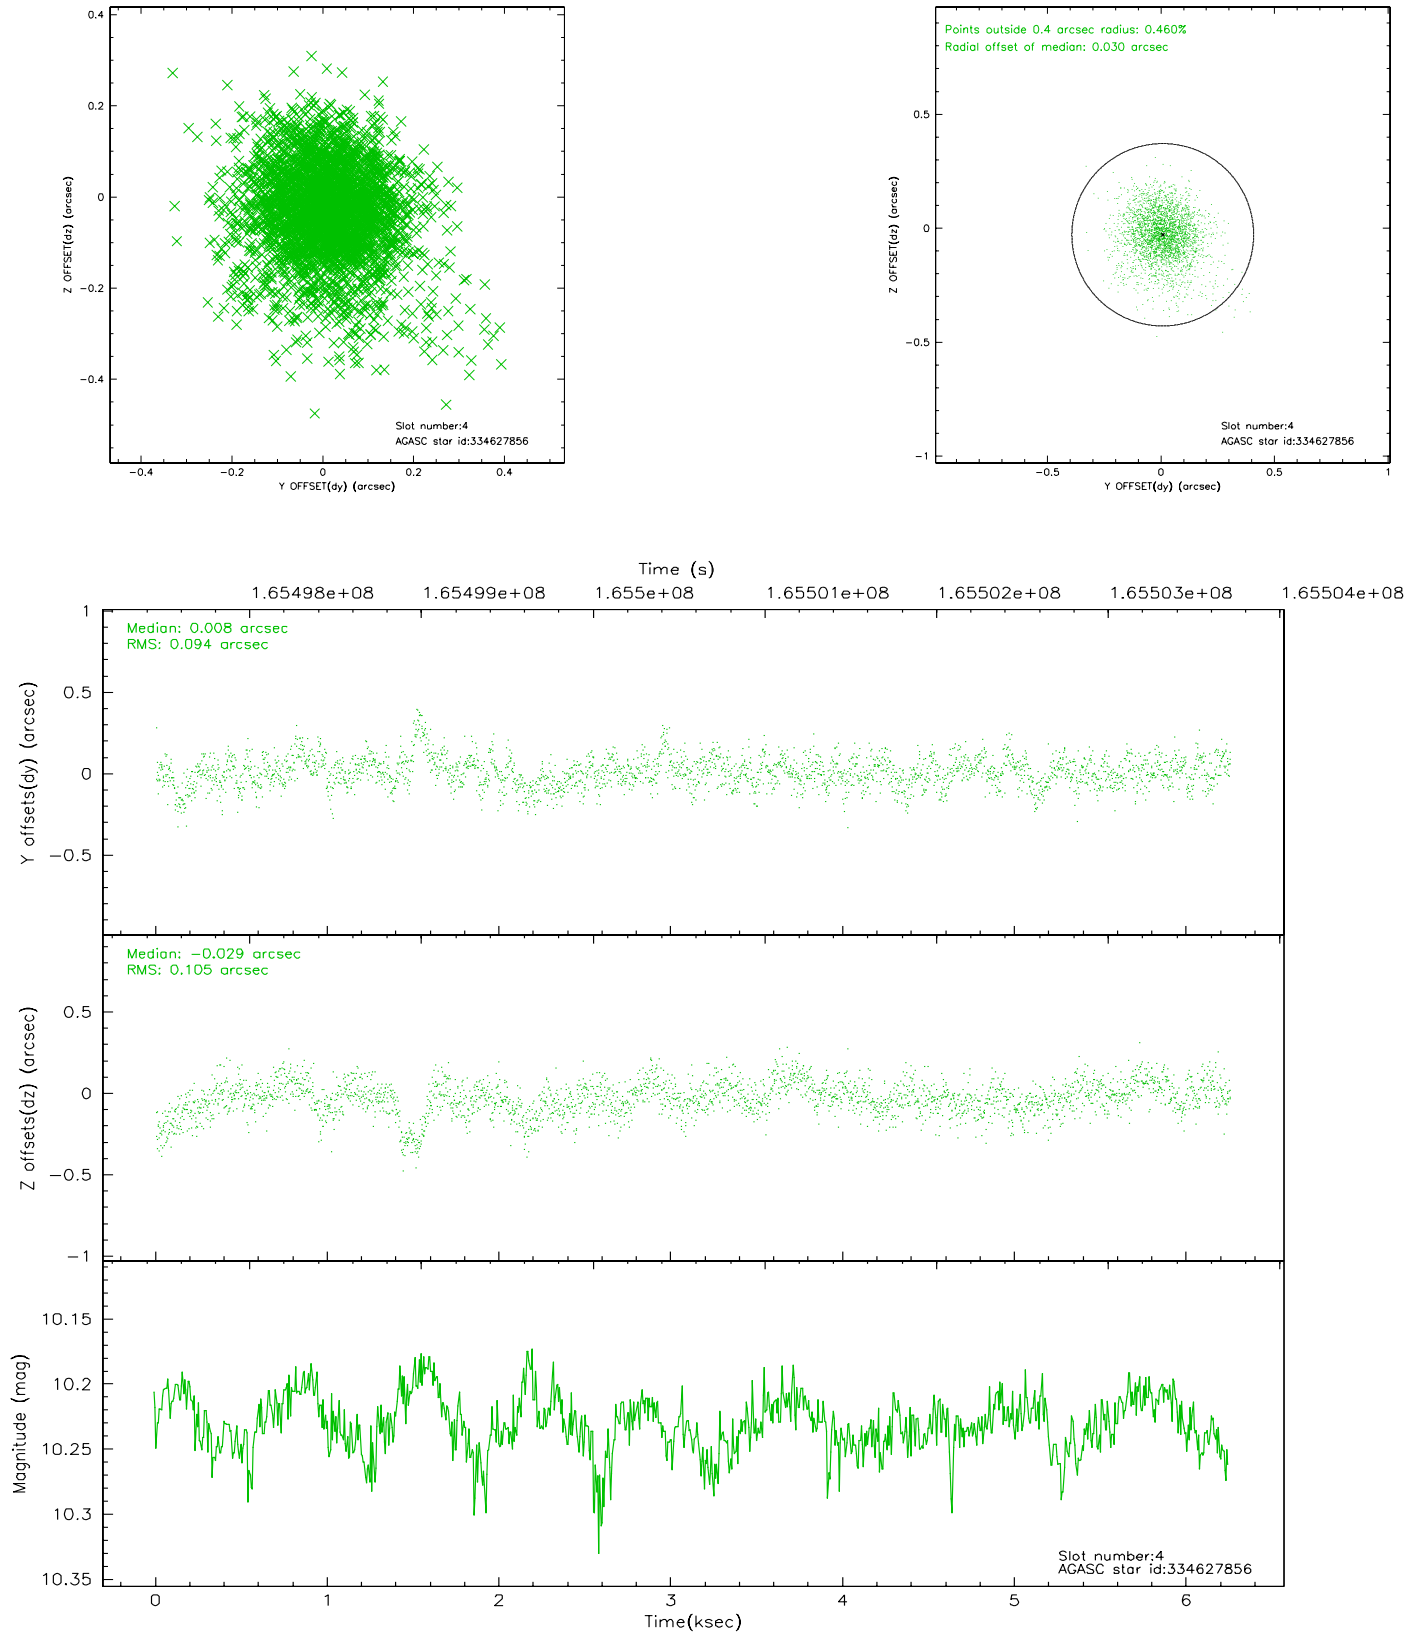 0.4
0.2
0
−0.2
−0.4
Z OFFSET(dz) (arcsec)
−0.4 −0.2 0 0.2 0.4
Y OFFSET(dy) (arcsec)
Slot number:4
AGASC star id:334627856
Points outside 0.4 arcsec radius: 0.460%
Radial offset of median: 0.030 arcsec
0.5
0
−0.5
−1
Z OFFSET(dz) (arcsec)
−0.5 0 0.5 1
Y OFFSET(dy) (arcsec)
Slot number:4
AGASC star id:334627856
Time (s)
1.65498e+08 1.65499e+08 1.655e+08 1.65501e+08 1.65502e+08 1.65503e+08 1.65504e+08
Median: 0.008 arcsec
RMS: 0.094 arcsec
1
0.5
0
−0.5
Y offsets(dy) (arcsec)
Median: −0.029 arcsec
RMS: 0.105 arcsec
0.5
0
−0.5
−1
Z offsets(dz) (arcsec)
10.15
10.2
10.25
10.3
10.35
Magnitude (mag)
Slot number:4
AGASC star id:334627856
0 1 2 3 4 5 6
Time(ksec)